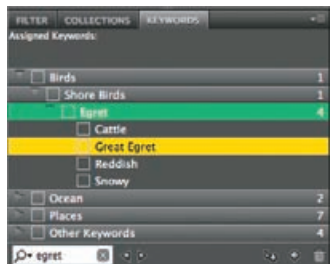 FILTER COLLECTIONS KEYWORDS
Assigned Keywords:
Birds 1
Shore Birds 1
Egret 4
Cattle
Great Egret
Reddish
Snowy
Ocean 2
Places 7
Other Keywords 4
egret